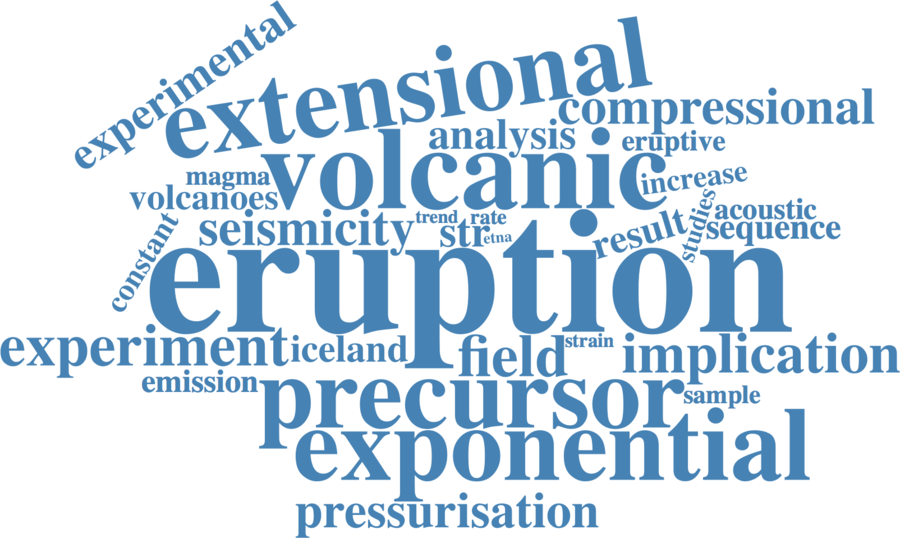 experimental
extensional
compressional
analysis
eruptive
volcanic
magma
increase
volcanoes
studies
acoustic
trend
rate
seismicity
str
etna
result
sequence
constant
eruption
experiment
iceland
field
strain
implication
emission
precursor
sample
exponential
pressurisation